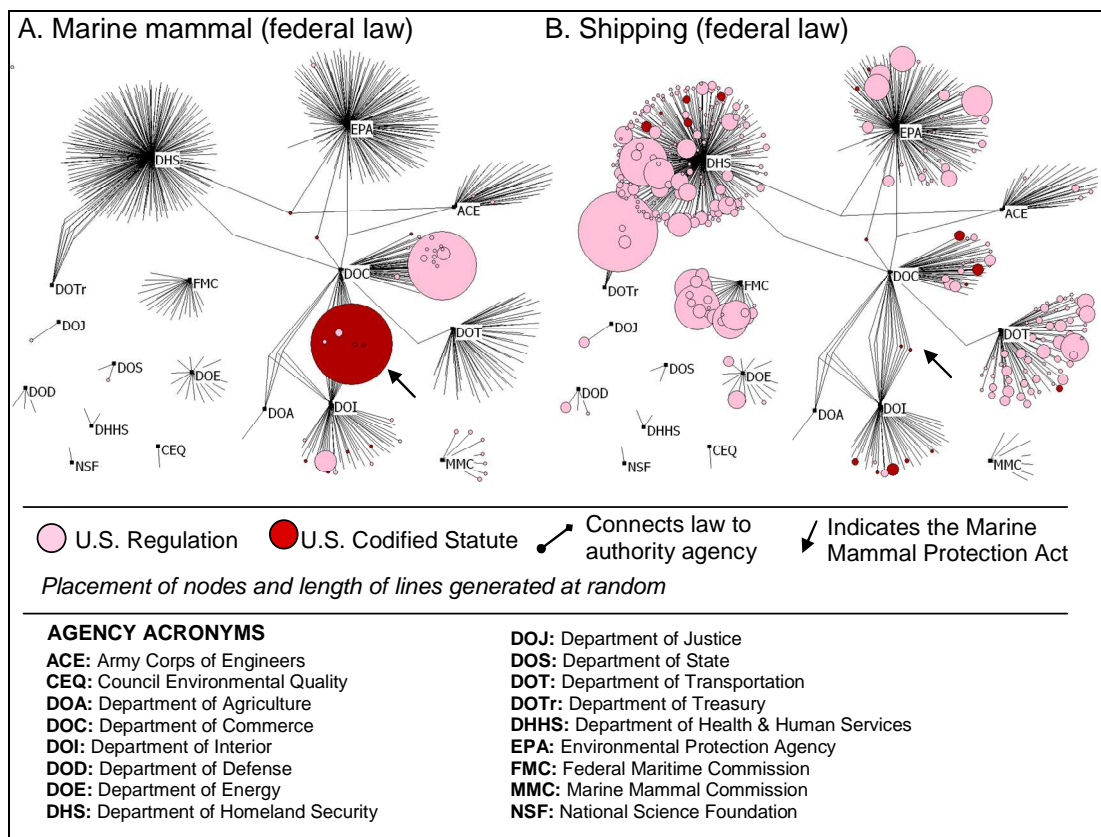 A. Marine mammal (federal law)
B. Shipping (federal law)
EPA
DHS
ACE
DOC
DOTr
FMC
DOJ
DOT
DOS
DOE
DOD
DOA
DOI
DHHS
CEQ
NSF
MMC
EPA
DHS
ACE
DOC
DOTr
FMC
DOJ
DOT
DOS
DOE
DOD
DOA
DOI
DHHS
CEQ
NSF
MMC
U.S. Regulation
U.S. Codified Statute
Connects law to
authority agency
Indicates the Marine
Mammal Protection Act
Placement of nodes and length of lines generated at random
AGENCY ACRONYMS
ACE: Army Corps of Engineers
CEQ: Council Environmental Quality
DOA: Department of Agriculture
DOC: Department of Commerce
DOI: Department of Interior
DOD: Department of Defense
DOE: Department of Energy
DHS: Department of Homeland Security
DOJ: Department of Justice
DOS: Department of State
DOT: Department of Transportation
DOTr: Department of Treasury
DHHS: Department of Health & Human Services
EPA: Environmental Protection Agency
FMC: Federal Maritime Commission
MMC: Marine Mammal Commission
NSF: National Science Foundation